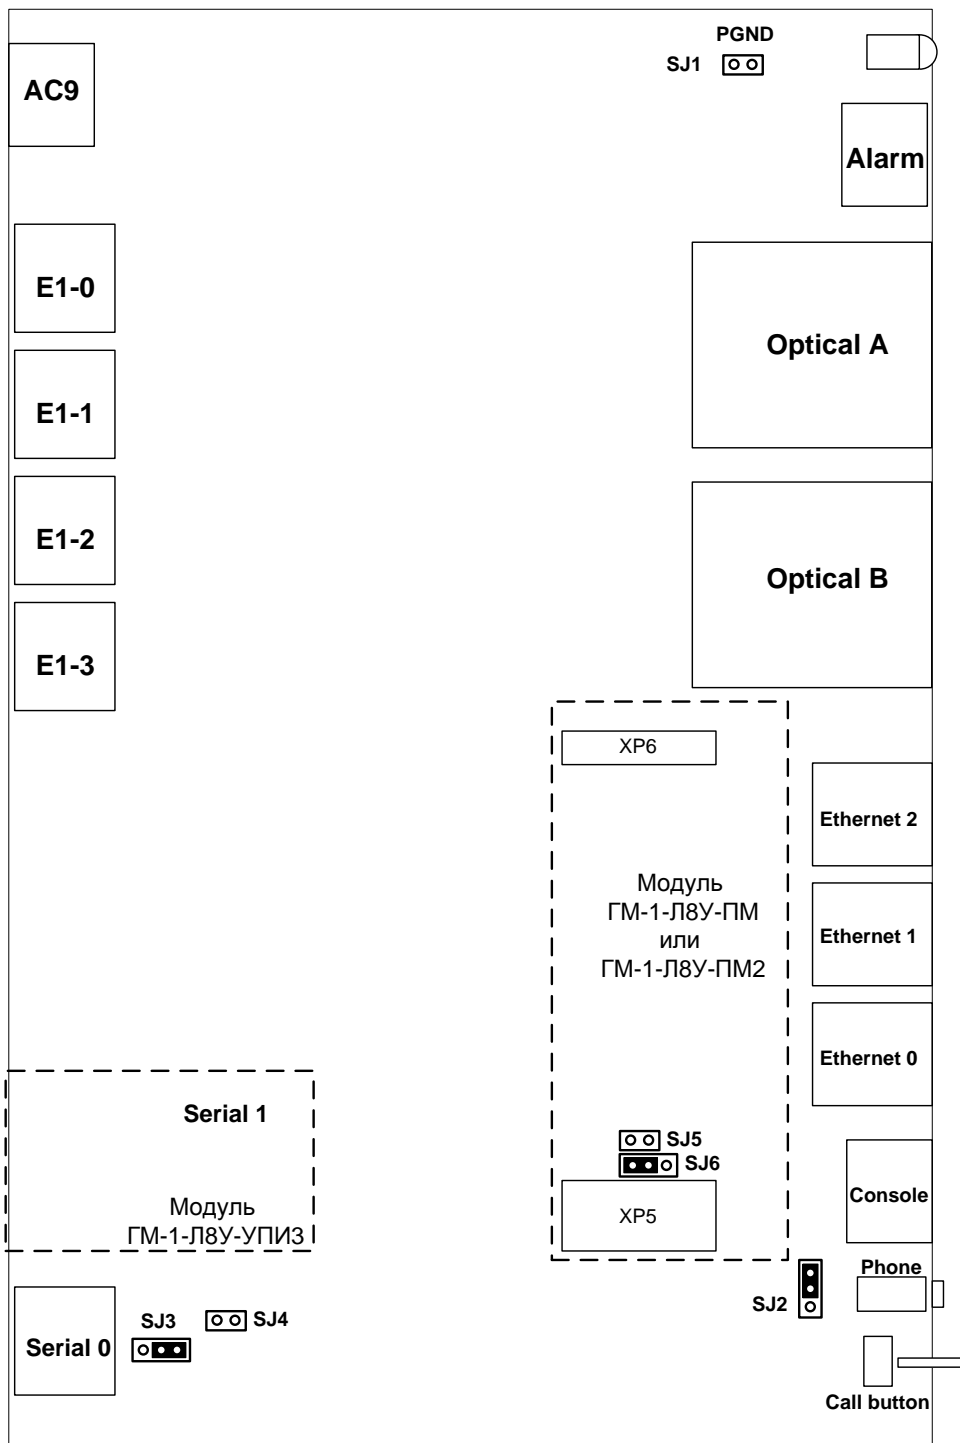 PGND
SJ1
AC9
Alarm
E1-0
Optical A
E1-1
E1-2
Optical B
E1-3
XP6
Ethernet 2
Модуль
ГМ-1-Л8У-ПМ
или
ГМ-1-Л8У-ПМ2
Ethernet 1
Ethernet 0
Serial 1
SJ5
SJ6
Модуль
ГМ-1-Л8У-УПИ3
XP5
Console
Phone
SJ2
SJ3
SJ4
Serial 0
Call button